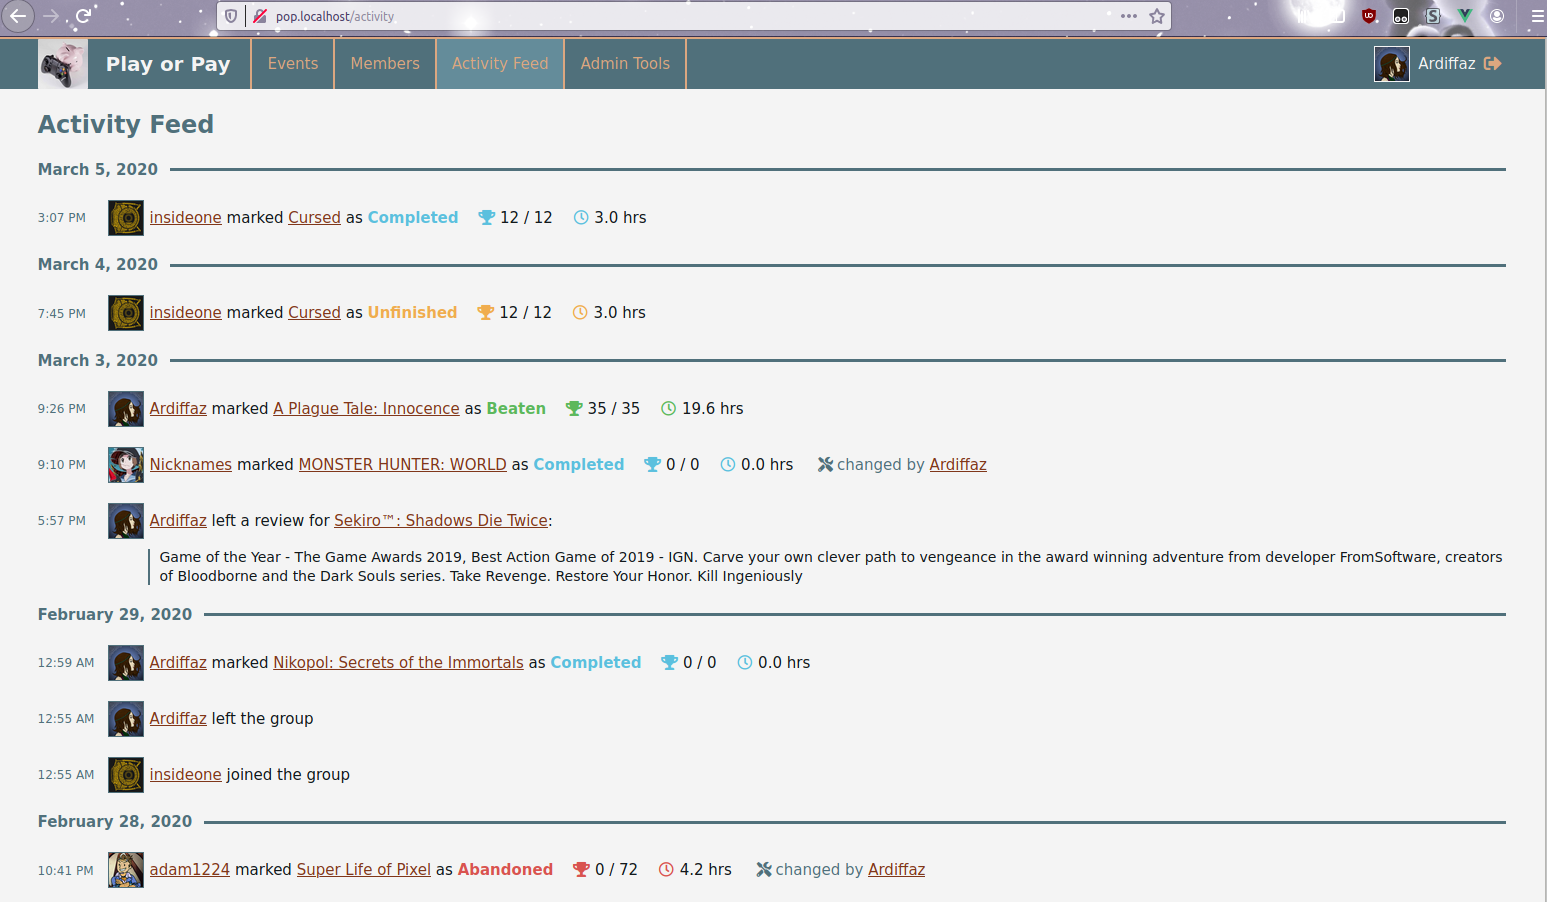 pop.localhost/activity
Play or Pay Events Members Activity Feed Admin Tools Ardiffaz
Activity Feed
March 5, 2020
3:07 PM insideone marked Cursed as Completed 12 / 12 3.0 hrs
March 4, 2020
7:45 PM insideone marked Cursed as Unfinished 12 / 12 3.0 hrs
March 3, 2020
9:26 PM Ardiffaz marked A Plague Tale: Innocence as Beaten 35 / 35 19.6 hrs
9:10 PM Nicknames marked MONSTER HUNTER: WORLD as Completed 0 / 0 0.0 hrs changed by Ardiffaz
5:57 PM Ardiffaz left a review for Sekiro™: Shadows Die Twice:
Game of the Year - The Game Awards 2019, Best Action Game of 2019 - IGN. Carve your own clever path to vengeance in the award winning adventure from developer FromSoftware, creators
of Bloodborne and the Dark Souls series. Take Revenge. Restore Your Honor. Kill Ingeniously
February 29, 2020
12:59 AM Ardiffaz marked Nikopol: Secrets of the Immortals as Completed 0 / 0 0.0 hrs
12:55 AM Ardiffaz left the group
12:55 AM insideone joined the group
February 28, 2020
10:41 PM adam1224 marked Super Life of Pixel as Abandoned 0 / 72 4.2 hrs changed by Ardiffaz